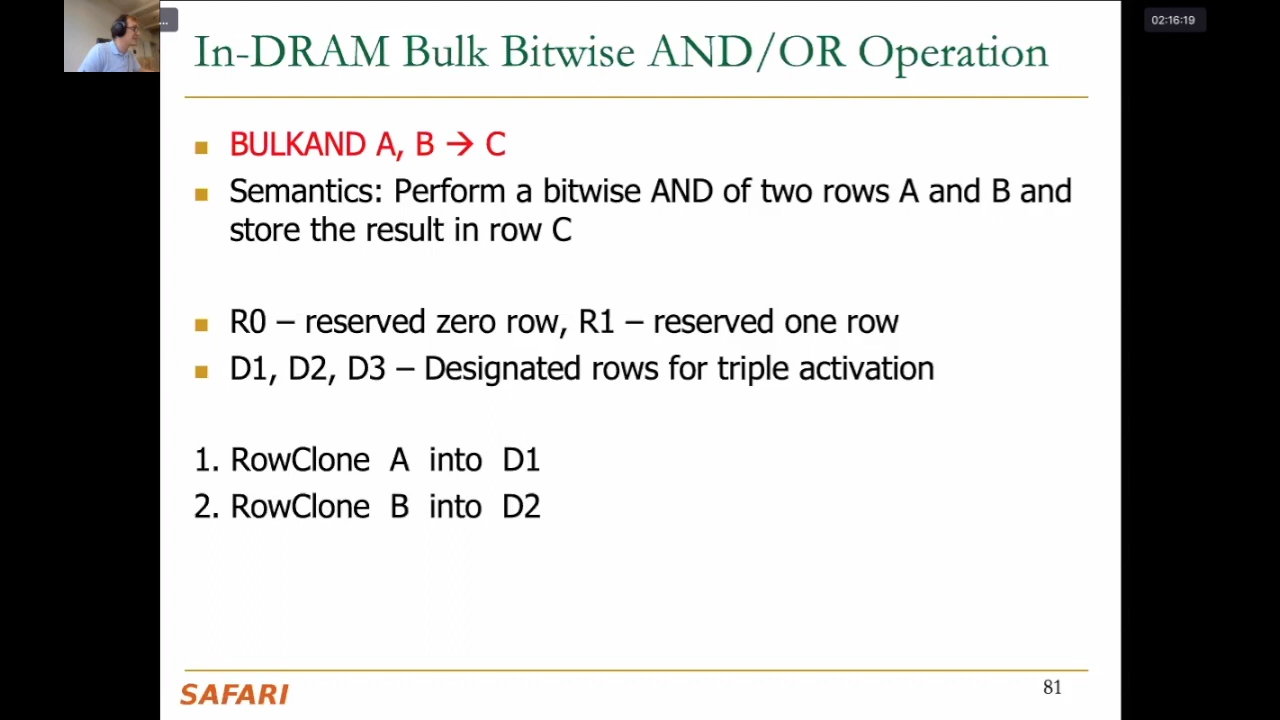 ...
02:16:19
In-DRAM Bulk Bitwise AND/OR Operation
BULKAND A, B → C
Semantics: Perform a bitwise AND of two rows A and B and
store the result in row C
R0 – reserved zero row, R1 – reserved one row
D1, D2, D3 – Designated rows for triple activation
1. RowClone A into D1
2. RowClone B into D2
SAFARI
81